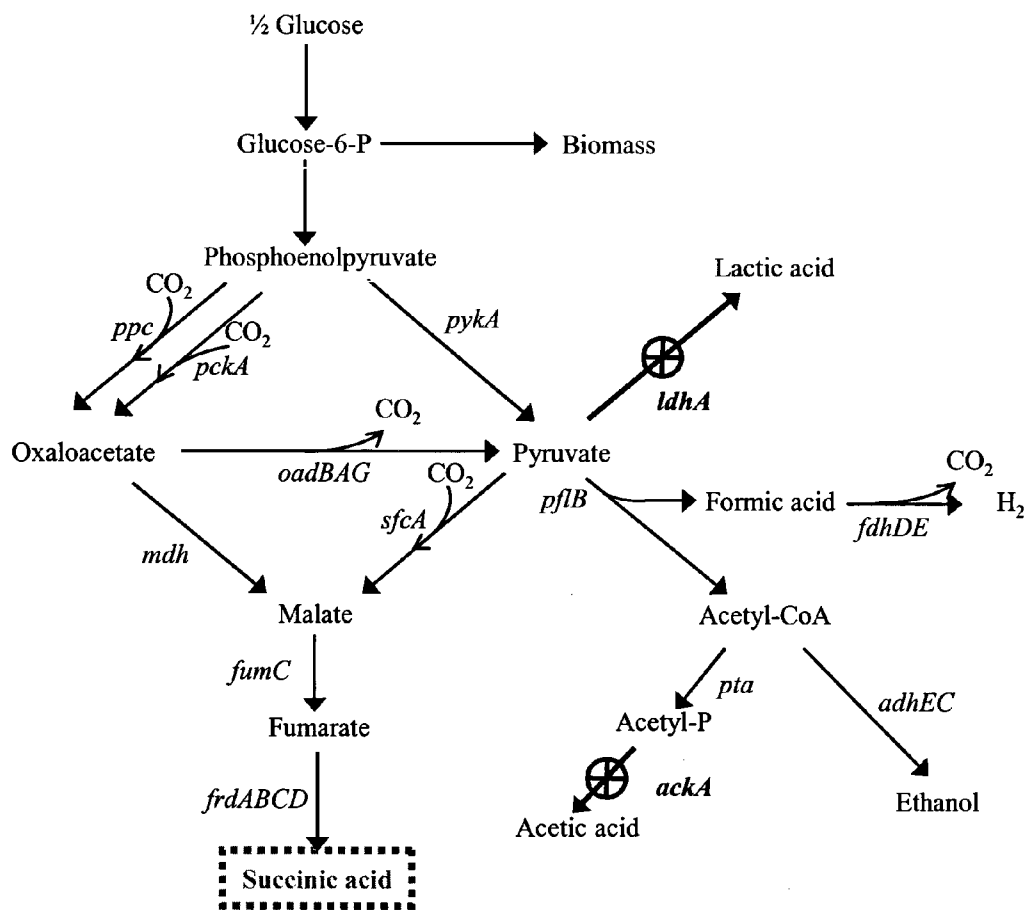 ½ Glucose
Glucose-6-P
Biomass
Phosphoenolpyruvate
Lactic acid
CO₂
ppc
CO₂
pckA
pykA
ldhA
CO₂
Oxaloacetate
oadBAG
Pyruvate
CO₂
sfcA
pflB
Formic acid
CO₂
H₂
fdhDE
mdh
Malate
Acetyl-CoA
fumC
pta
adhEC
Fumarate
Acetyl-P
frdABCD
ackA
Ethanol
Acetic acid
Succinic acid